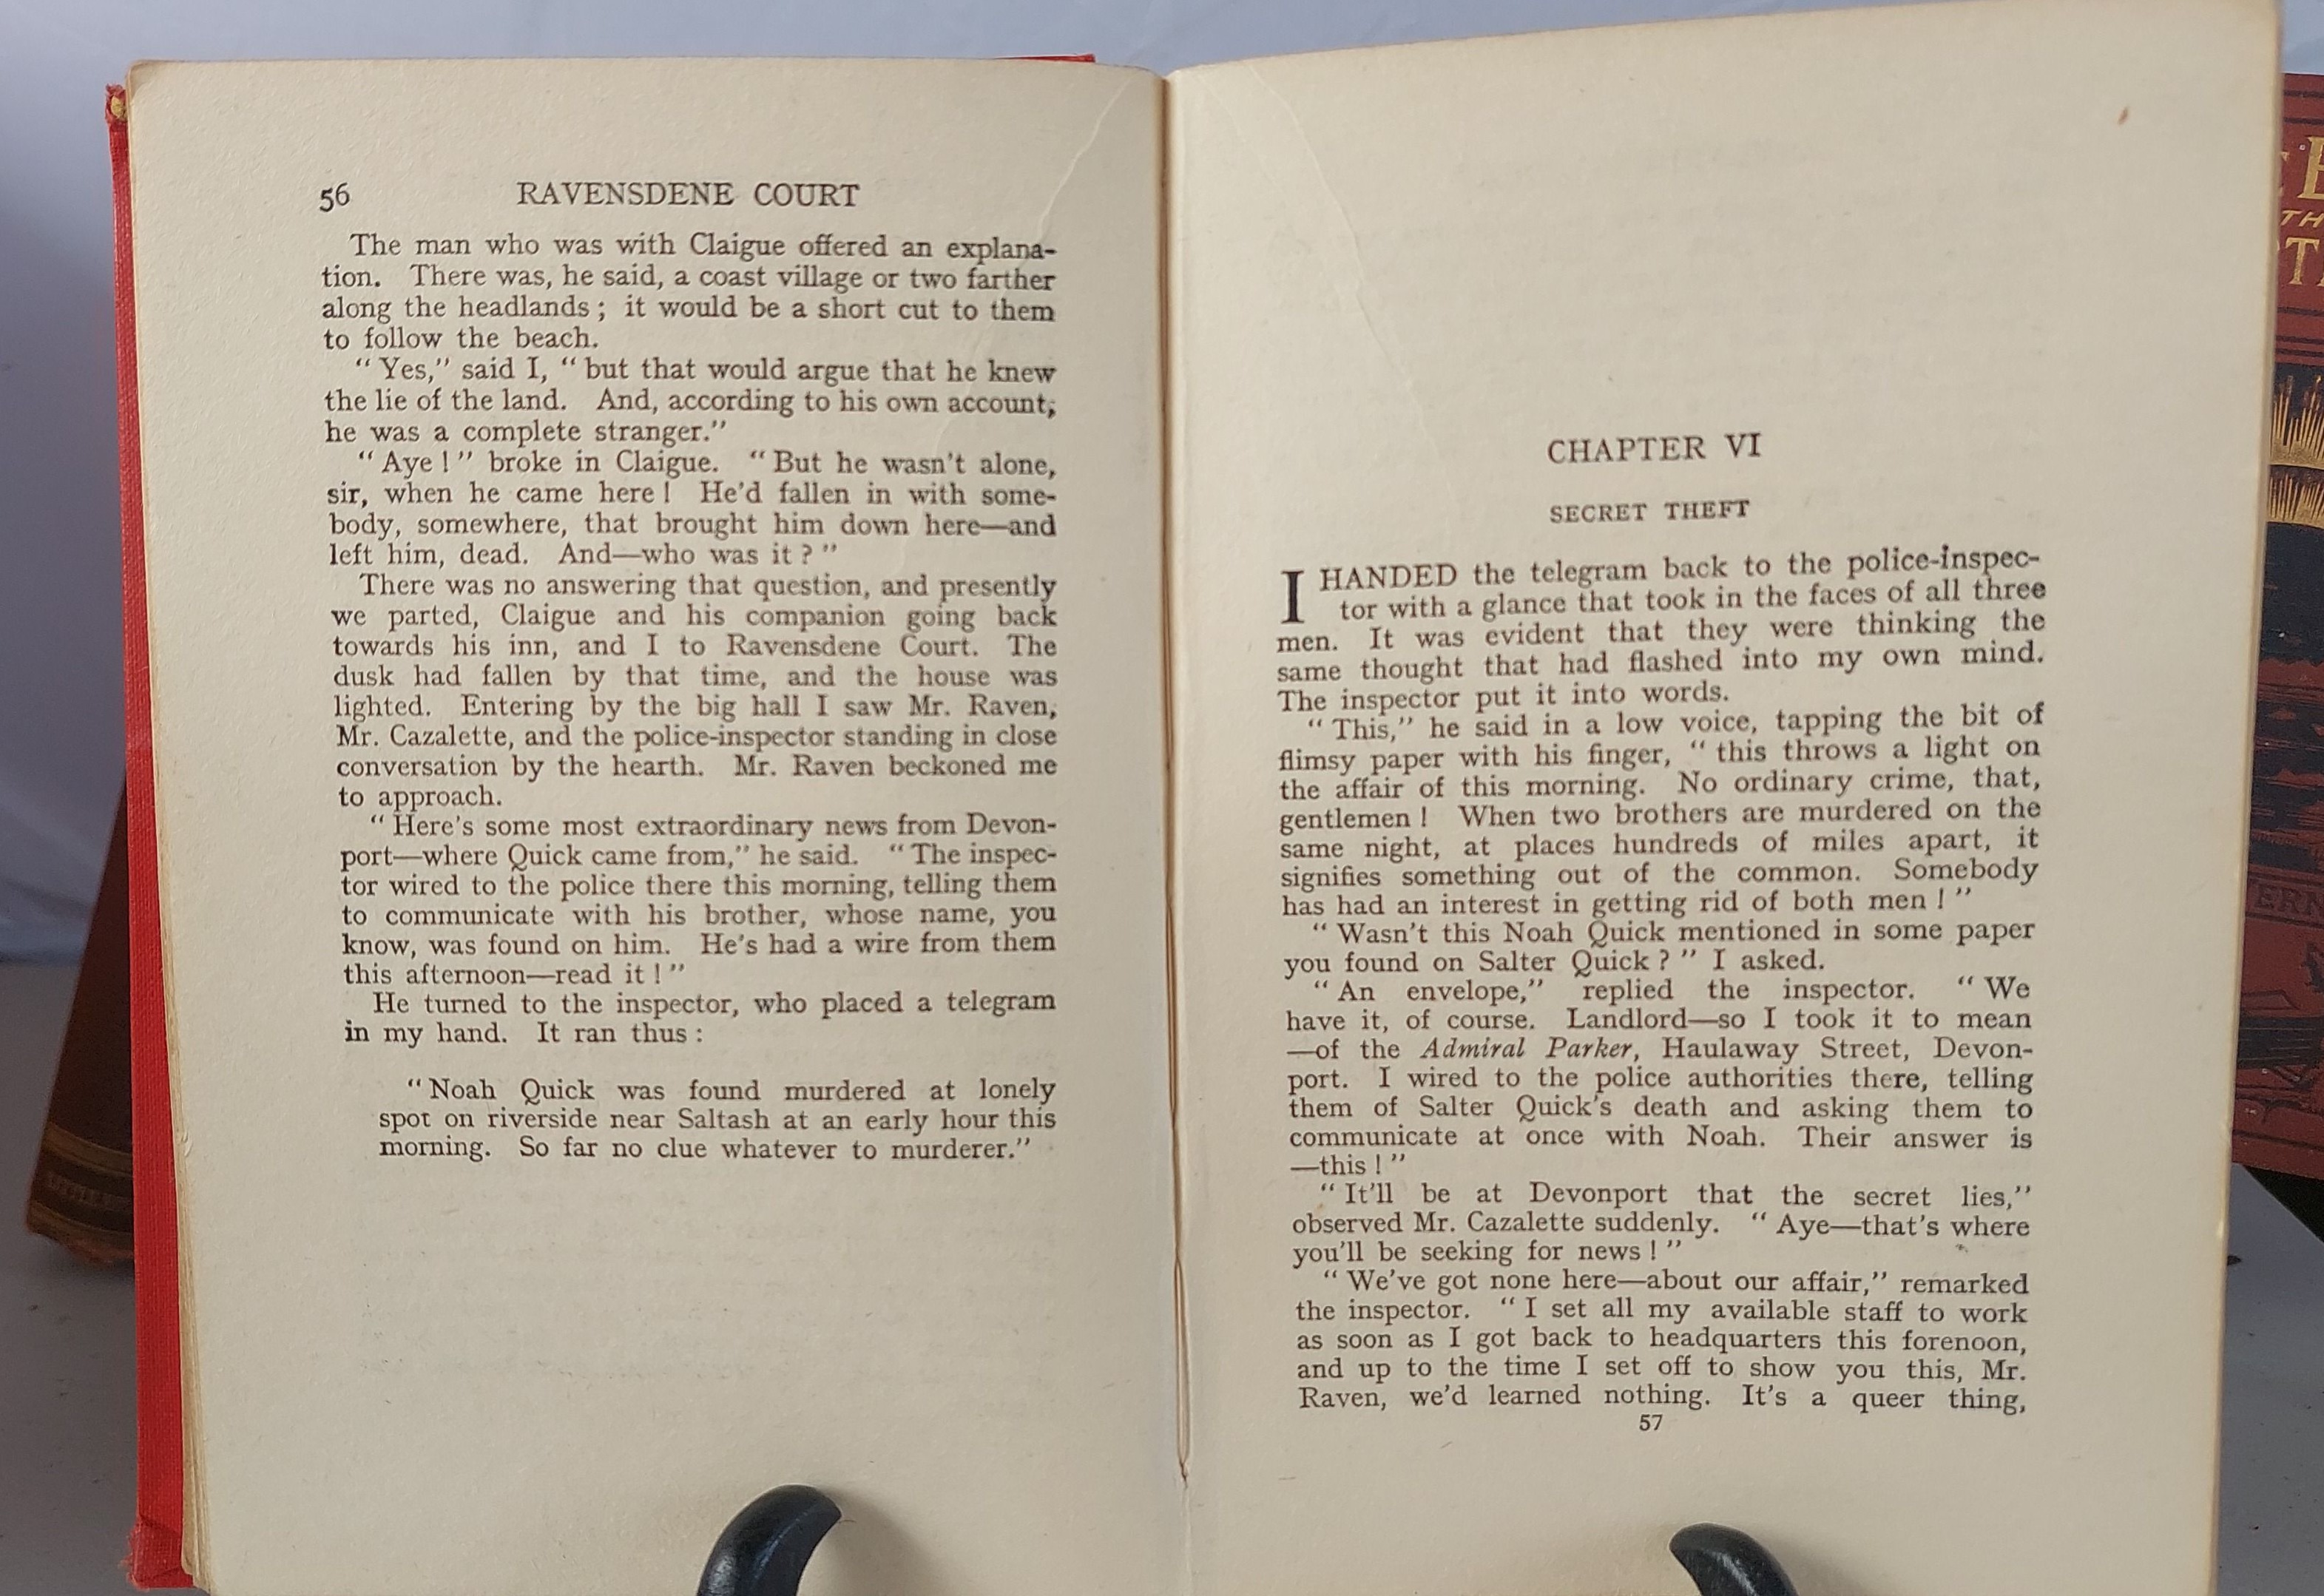 56 RAVENSDENE COURT
The man who was with Claigue offered an explana-
tion. There was, he said, a coast village or two farther
along the headlands ; it would be a short cut to them
to follow the beach.
“ Yes,” said I, “ but that would argue that he knew
the lie of the land. And, according to his own account,
he was a complete stranger.”
“ Aye ! ” broke in Claigue. “ But he wasn't alone,
sir, when he came here ! He'd fallen in with some-
body, somewhere, that brought him down here—and
left him, dead. And—who was it ? ”
There was no answering that question, and presently
we parted, Claigue and his companion going back
towards his inn, and I to Ravensdene Court. The
dusk had fallen by that time, and the house was
lighted. Entering by the big hall I saw Mr. Raven,
Mr. Cazalette, and the police-inspector standing in close
conversation by the hearth. Mr. Raven beckoned me
to approach.
“ Here's some most extraordinary news from Devon-
port—where Quick came from,” he said. “ The inspec-
tor wired to the police there this morning, telling them
to communicate with his brother, whose name, you
know, was found on him. He's had a wire from them
this afternoon—read it ! ”
He turned to the inspector, who placed a telegram
in my hand. It ran thus :
“ Noah Quick was found murdered at lonely
spot on riverside near Saltash at an early hour this
morning. So far no clue whatever to murderer.”
CHAPTER VI
SECRET THEFT
I HANDED the telegram back to the police-inspec-
tor with a glance that took in the faces of all three
men. It was evident that they were thinking the
same thought that had flashed into my own mind.
The inspector put it into words.
“ This,” he said in a low voice, tapping the bit of
flimsy paper with his finger, “ this throws a light on
the affair of this morning. No ordinary crime, that,
gentlemen ! When two brothers are murdered on the
same night, at places hundreds of miles apart, it
signifies something out of the common. Somebody
has had an interest in getting rid of both men ! ”
“ Wasn't this Noah Quick mentioned in some paper
you found on Salter Quick ? ” I asked.
“ An envelope,” replied the inspector. “ We
have it, of course. Landlord—so I took it to mean
—of the Admiral Parker, Haulaway Street, Devon-
port. I wired to the police authorities there, telling
them of Salter Quick's death and asking them to
communicate at once with Noah. Their answer is
—this ! ”
“ It'll be at Devonport that the secret lies,”
observed Mr. Cazalette suddenly. “ Aye—that's where
you'll be seeking for news ! ”
“ We've got none here—about our affair,” remarked
the inspector. “ I set all my available staff to work
as soon as I got back to headquarters this forenoon,
and up to the time I set off to show you this, Mr.
Raven, we'd learned nothing. It's a queer thing,
57